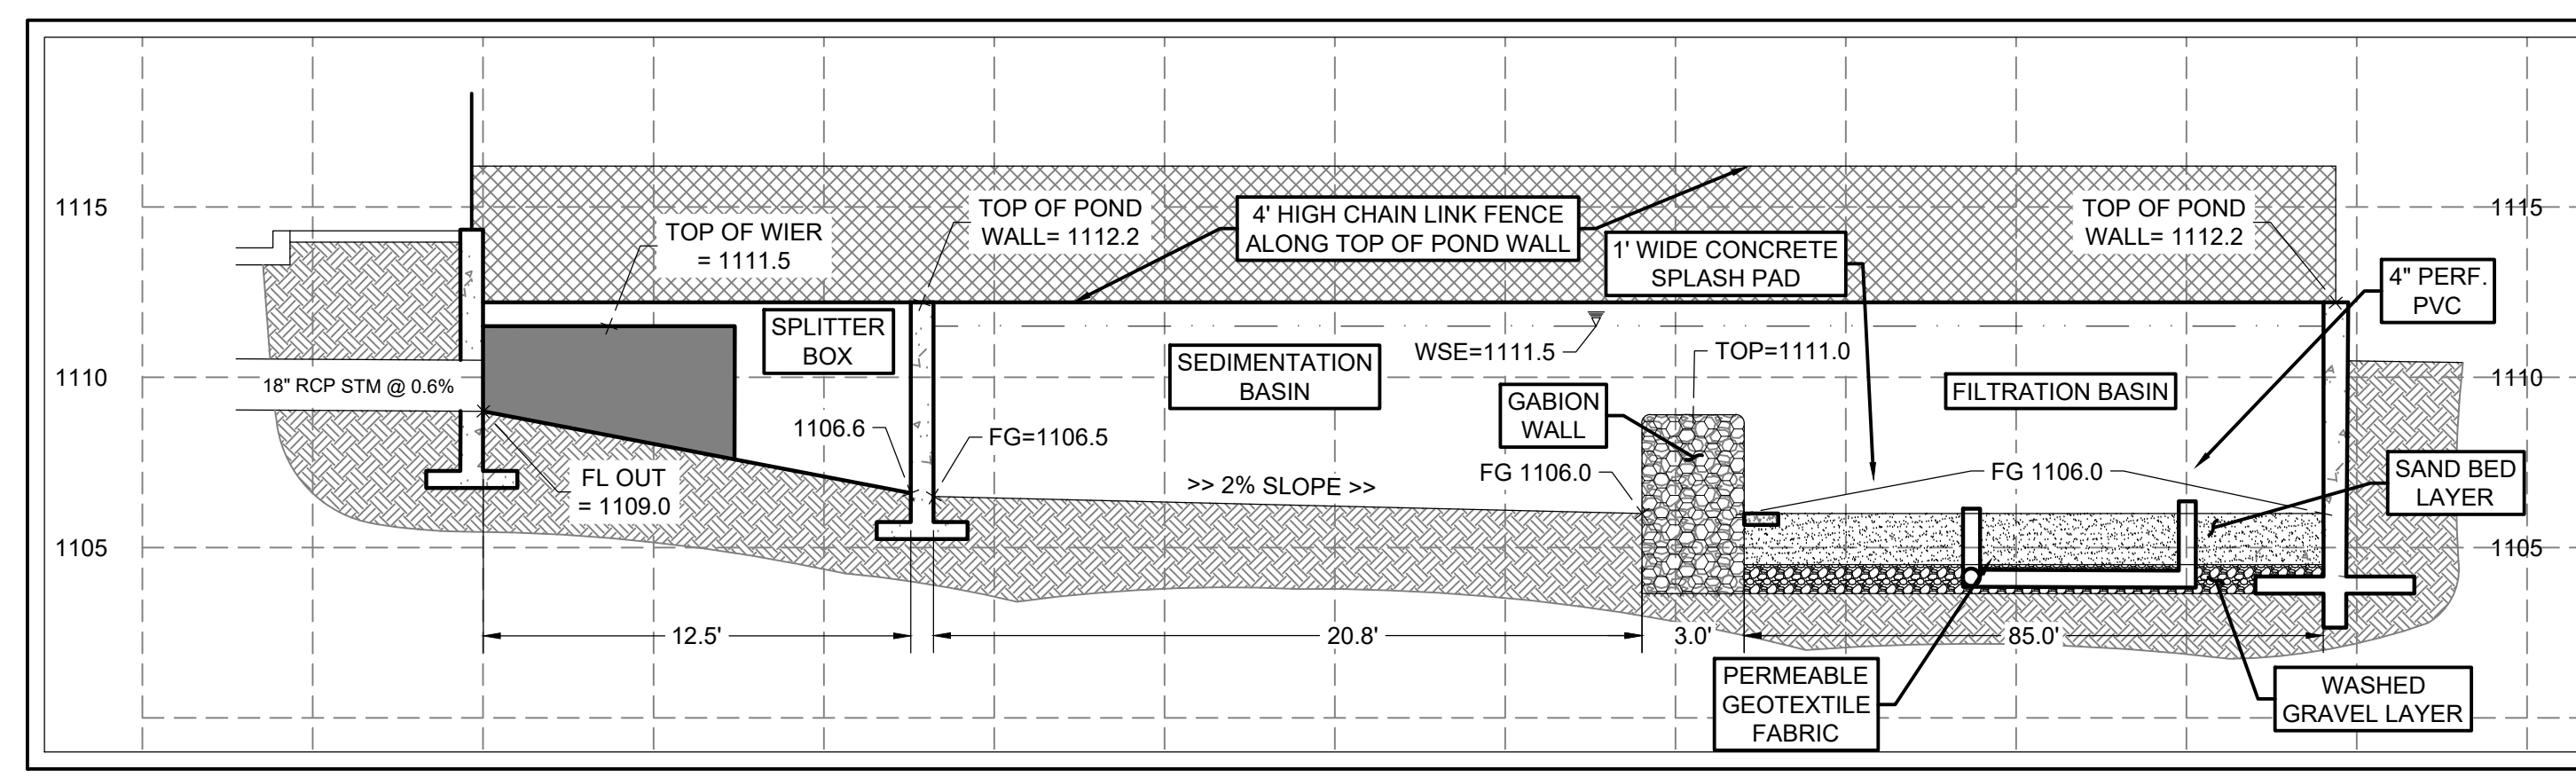 1115
1110
1105
TOP OF WIER
= 1111.5
TOP OF POND
WALL= 1112.2
4' HIGH CHAIN LINK FENCE
ALONG TOP OF POND WALL
1' WIDE CONCRETE
SPLASH PAD
TOP OF POND
WALL= 1112.2
1115
4" PERF.
PVC
SPLITTER
BOX
SEDIMENTATION
BASIN
WSE=1111.5
TOP=1111.0
GABION
WALL
FILTRATION BASIN
1110
18" RCP STM @ 0.6%
1106.6
FG=1106.5
FL OUT
= 1109.0
>> 2% SLOPE >>
FG 1106.0
FG 1106.0
SAND BED
LAYER
1105
12.5'
20.8'
3.0'
85.0'
PERMEABLE
GEOTEXTILE
FABRIC
WASHED
GRAVEL LAYER